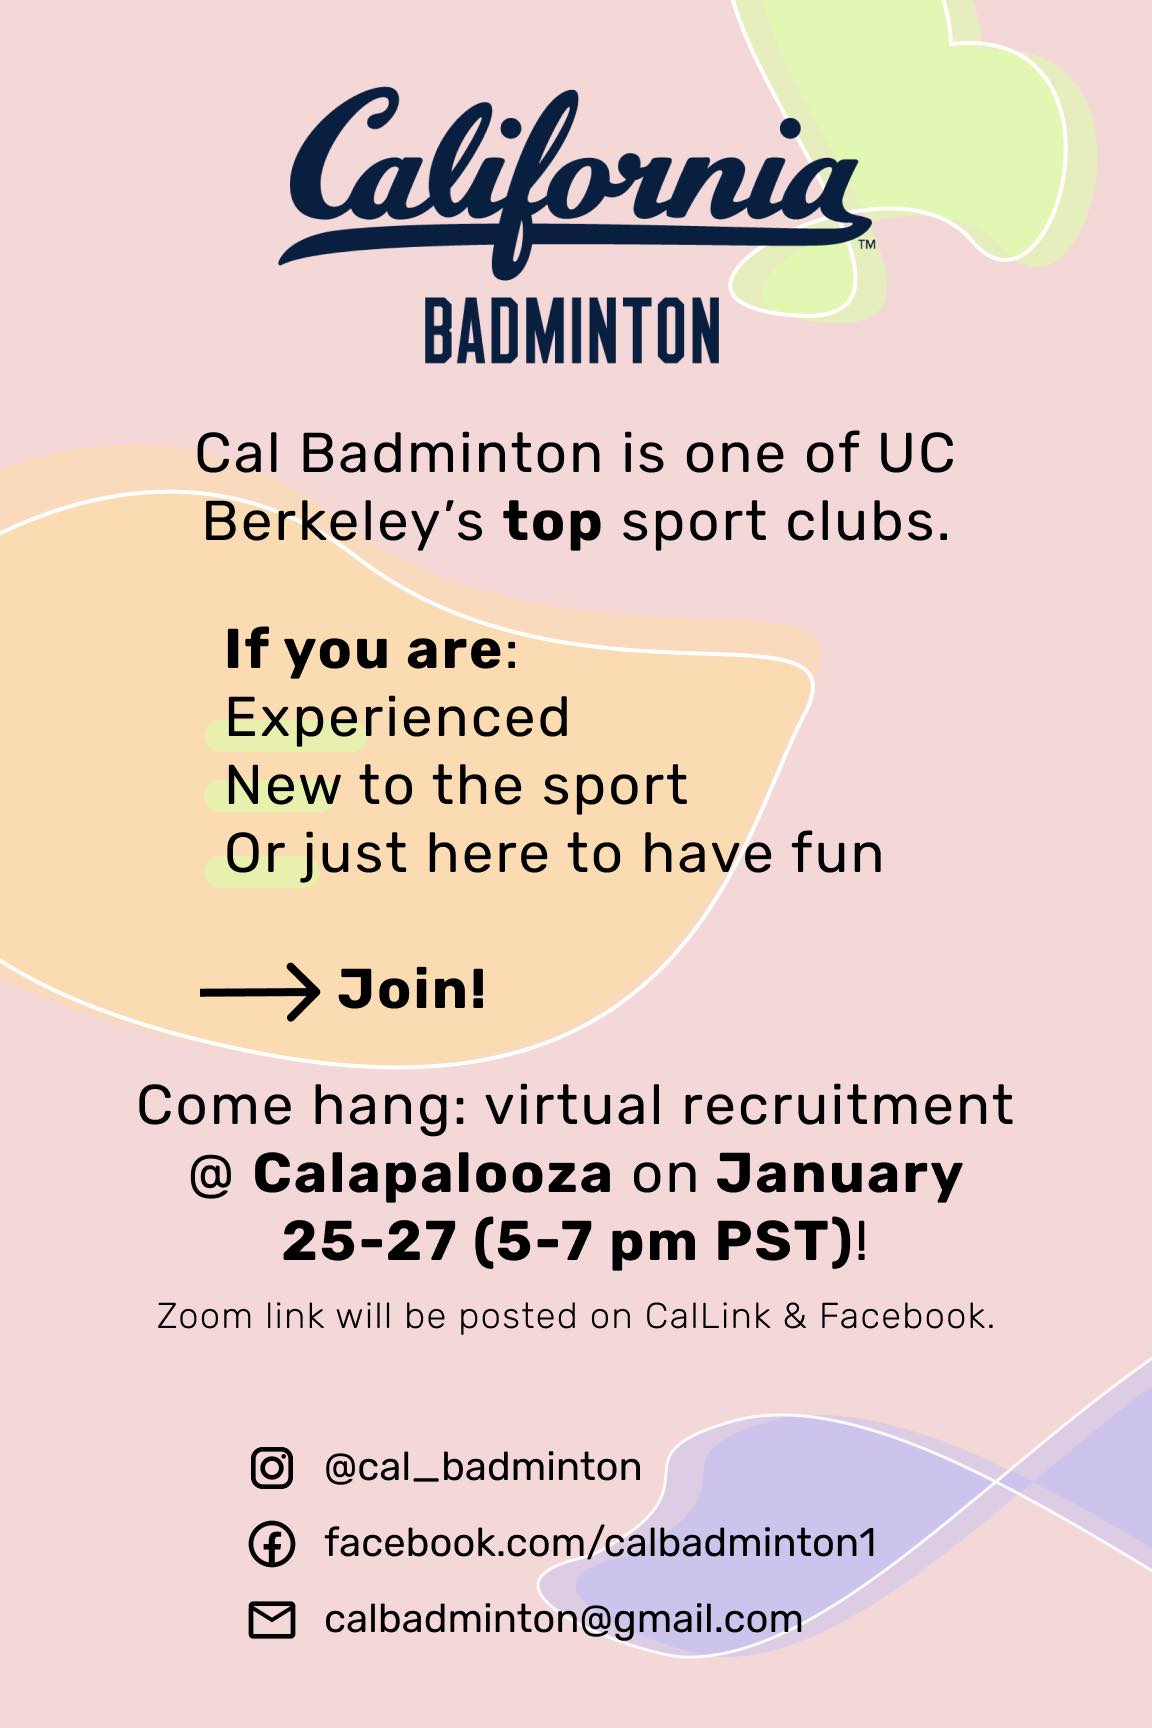 California
TM
BADMINTON
Cal Badminton is one of UC
Berkeley’s top sport clubs.
If you are:
Experienced
New to the sport
Or just here to have fun
Join!
Come hang: virtual recruitment
@ Calapalooza on January
25-27 (5-7 pm PST)!
Zoom link will be posted on CalLink & Facebook.
@cal_badminton
facebook.com/calbadminton1
calbadminton@gmail.com